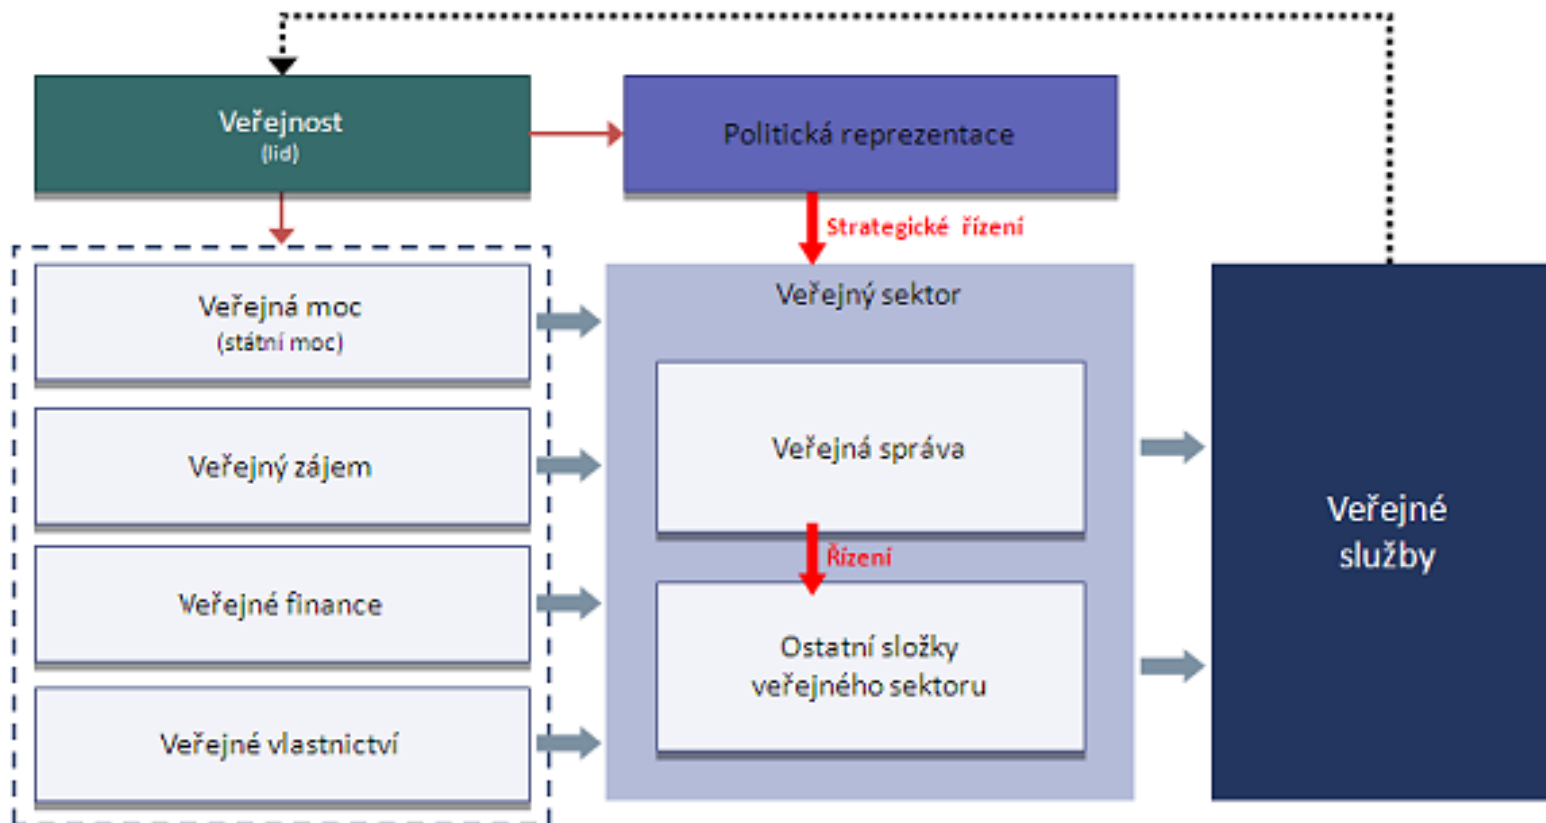 Veřejnost
(lid)
Politická reprezentace
Strategické řízení
Veřejná moc
(státní moc)
Veřejný zájem
Veřejné finance
Veřejné vlastnictví
Veřejný sektor
Veřejná správa
Řízení
Ostatní složky
veřejného sektoru
Veřejné
služby